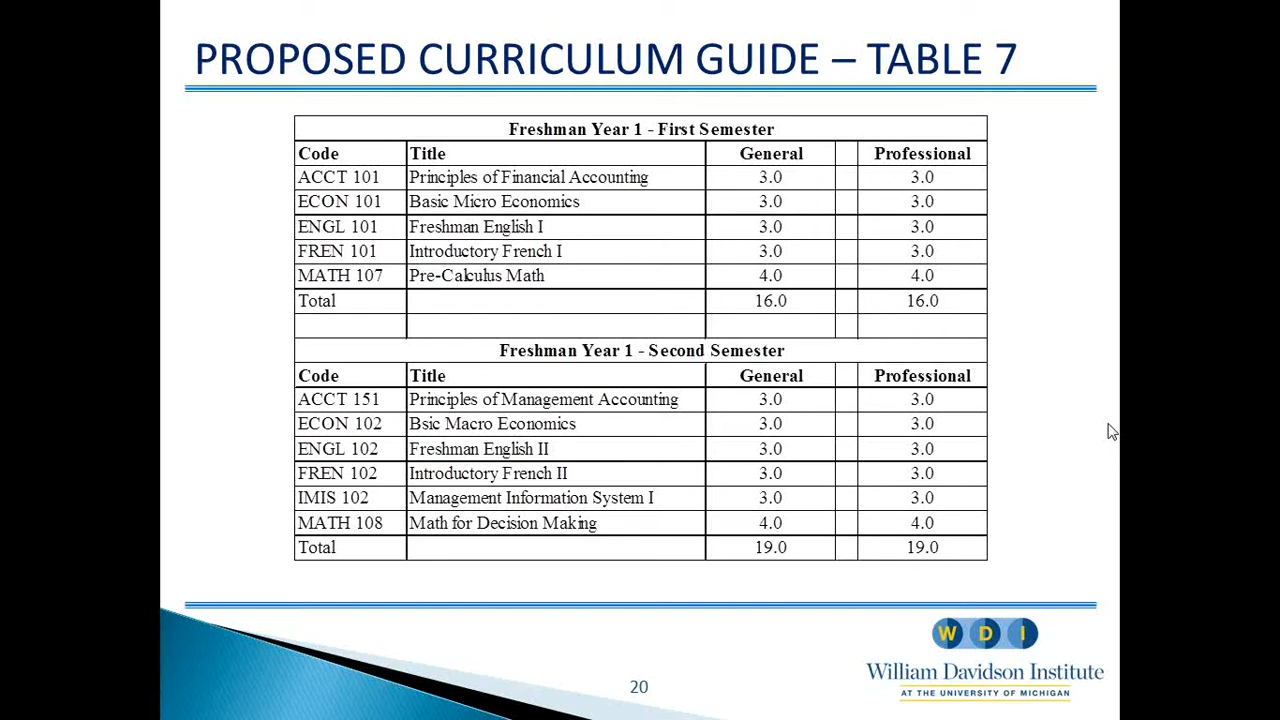 PROPOSED CURRICULUM GUIDE – TABLE 7
Freshman Year 1 - First Semester
Code Title General Professional
ACCT 101 Principles of Financial Accounting 3.0 3.0
ECON 101 Basic Micro Economics 3.0 3.0
ENGL 101 Freshman English I 3.0 3.0
FREN 101 Introductory French I 3.0 3.0
MATH 107 Pre-Calculus Math 4.0 4.0
Total 16.0 16.0
Freshman Year 1 - Second Semester
Code Title General Professional
ACCT 151 Principles of Management Accounting 3.0 3.0
ECON 102 Bsic Macro Economics 3.0 3.0
ENGL 102 Freshman English II 3.0 3.0
FREN 102 Introductory French II 3.0 3.0
IMIS 102 Management Information System I 3.0 3.0
MATH 108 Math for Decision Making 4.0 4.0
Total 19.0 19.0
W D I
William Davidson Institute
AT THE UNIVERSITY OF MICHIGAN
20